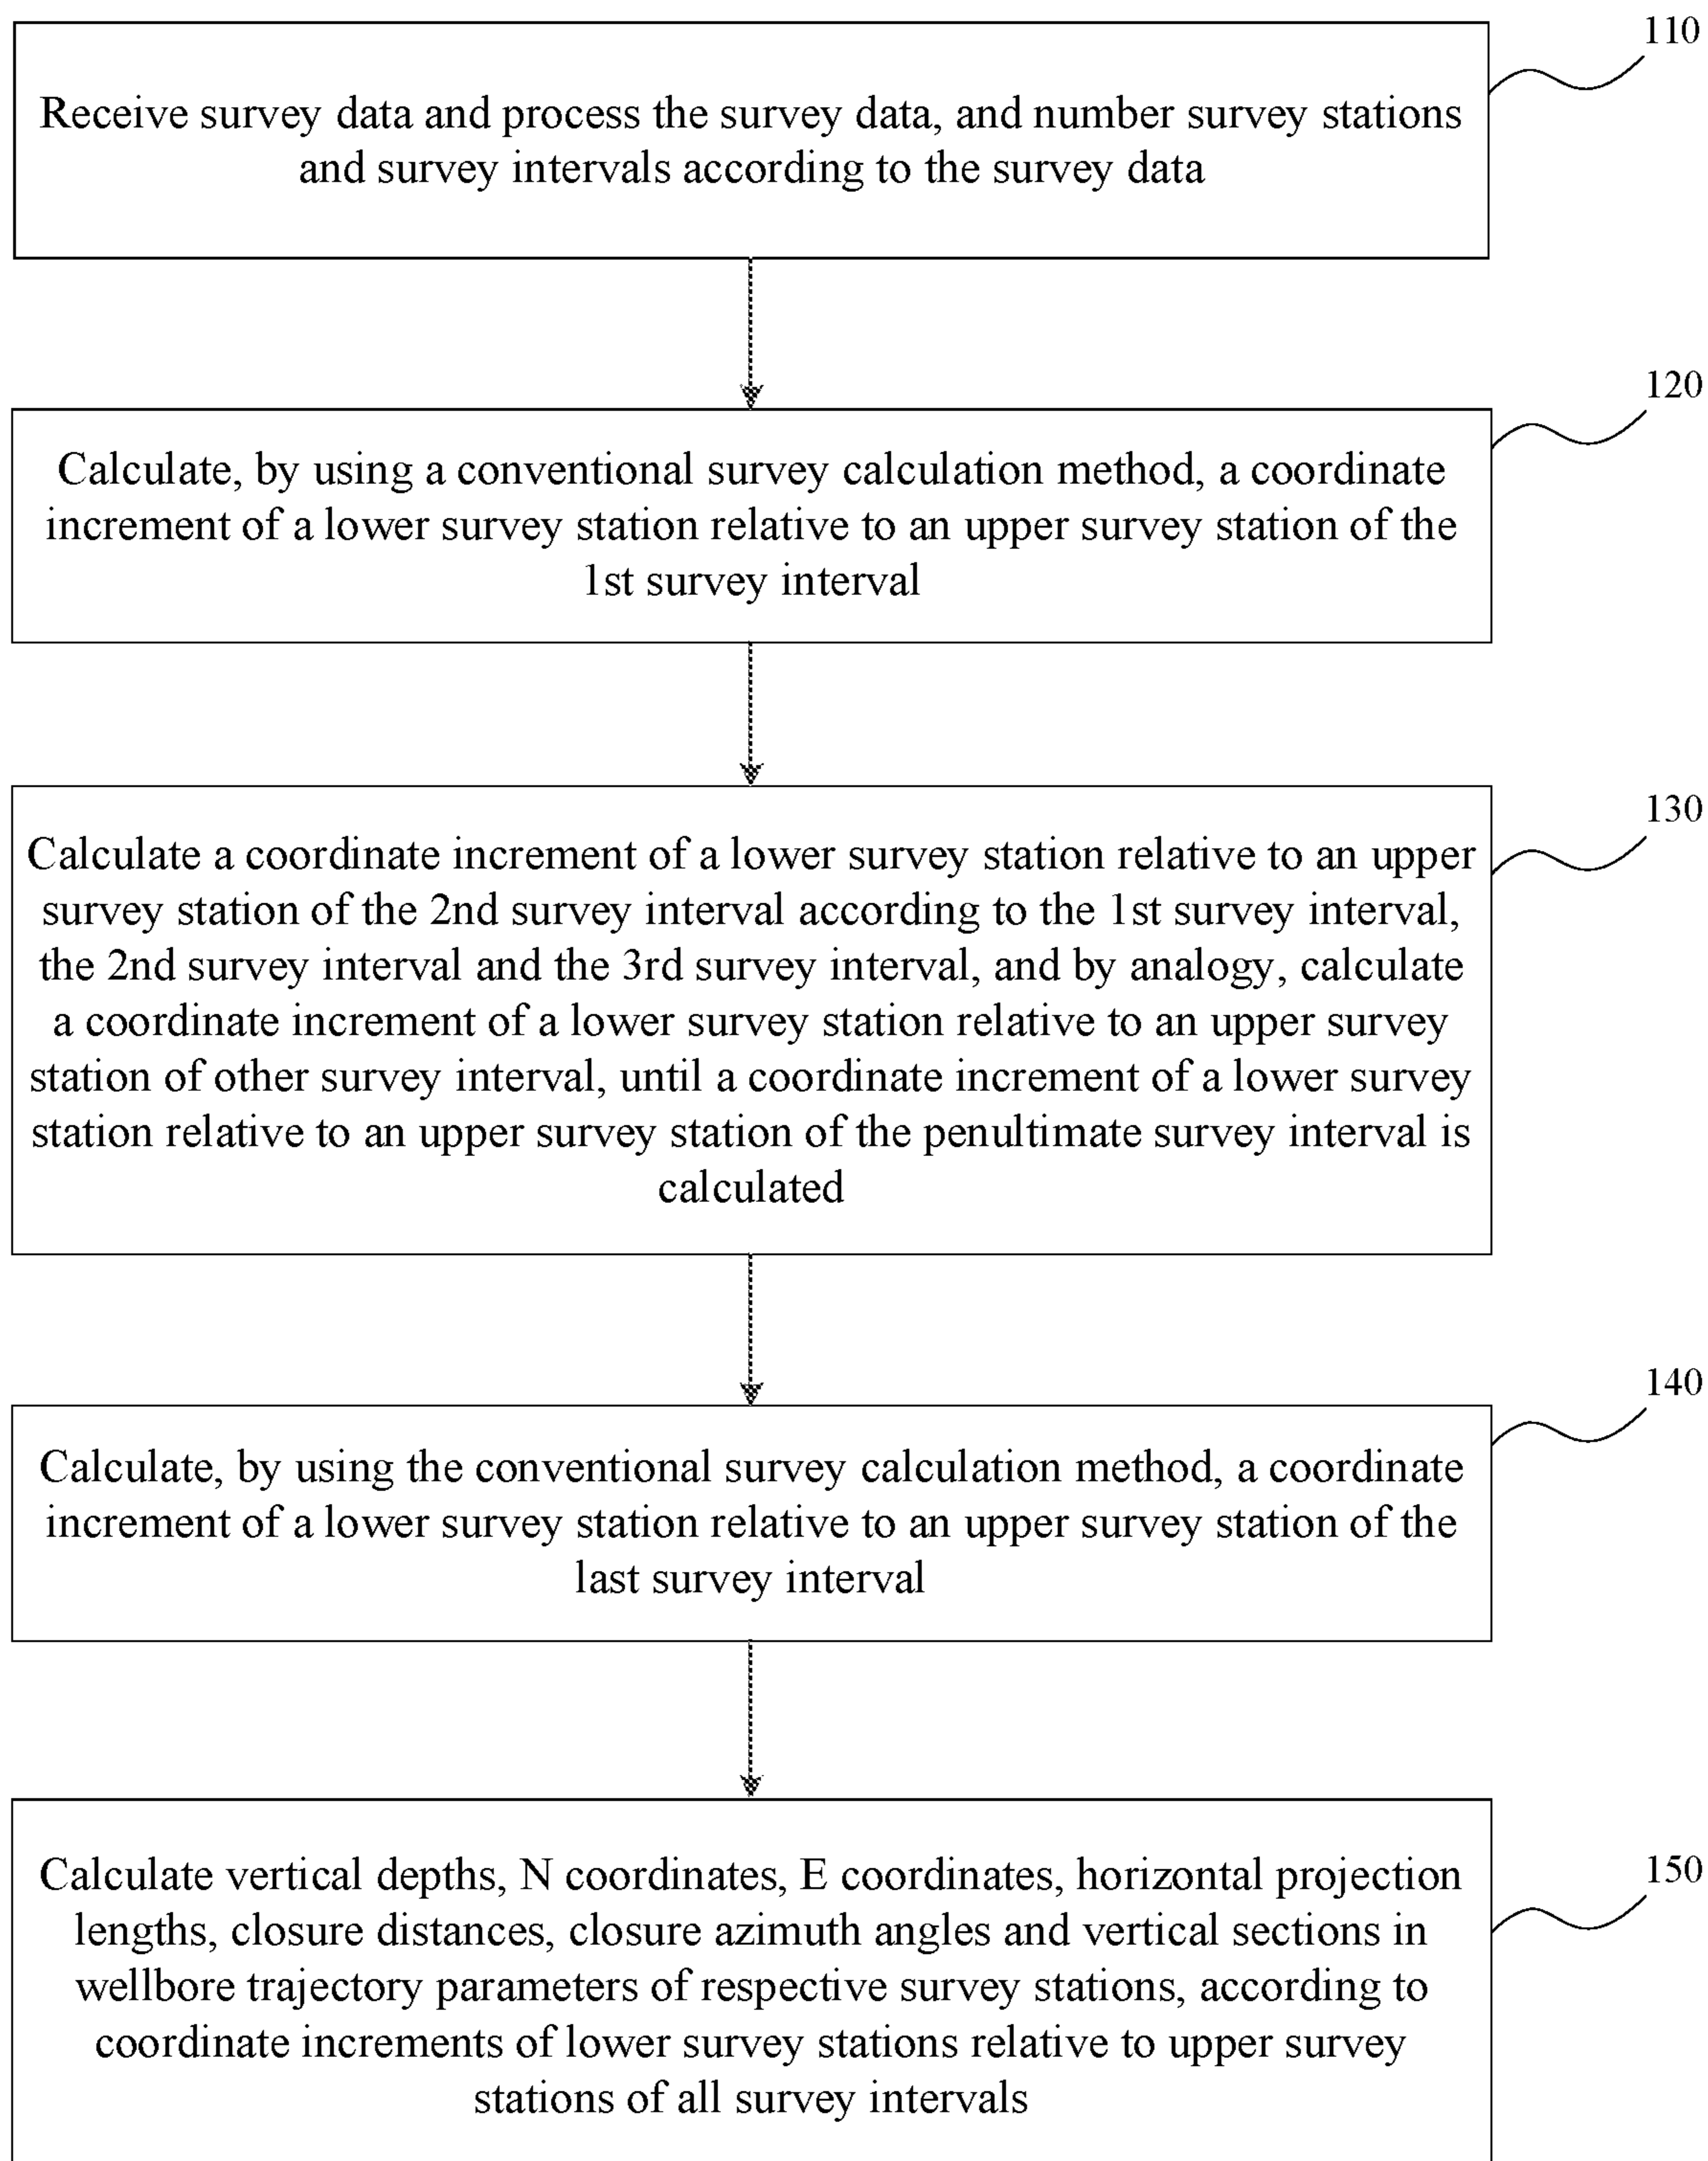 110
Receive survey data and process the survey data, and number survey stations
and survey intervals according to the survey data
120
Calculate, by using a conventional survey calculation method, a coordinate
increment of a lower survey station relative to an upper survey station of the
1st survey interval
130
Calculate a coordinate increment of a lower survey station relative to an upper
survey station of the 2nd survey interval according to the 1st survey interval,
the 2nd survey interval and the 3rd survey interval, and by analogy, calculate
a coordinate increment of a lower survey station relative to an upper survey
station of other survey interval, until a coordinate increment of a lower survey
station relative to an upper survey station of the penultimate survey interval is
calculated
140
Calculate, by using the conventional survey calculation method, a coordinate
increment of a lower survey station relative to an upper survey station of the
last survey interval
150
Calculate vertical depths, N coordinates, E coordinates, horizontal projection
lengths, closure distances, closure azimuth angles and vertical sections in
wellbore trajectory parameters of respective survey stations, according to
coordinate increments of lower survey stations relative to upper survey
stations of all survey intervals